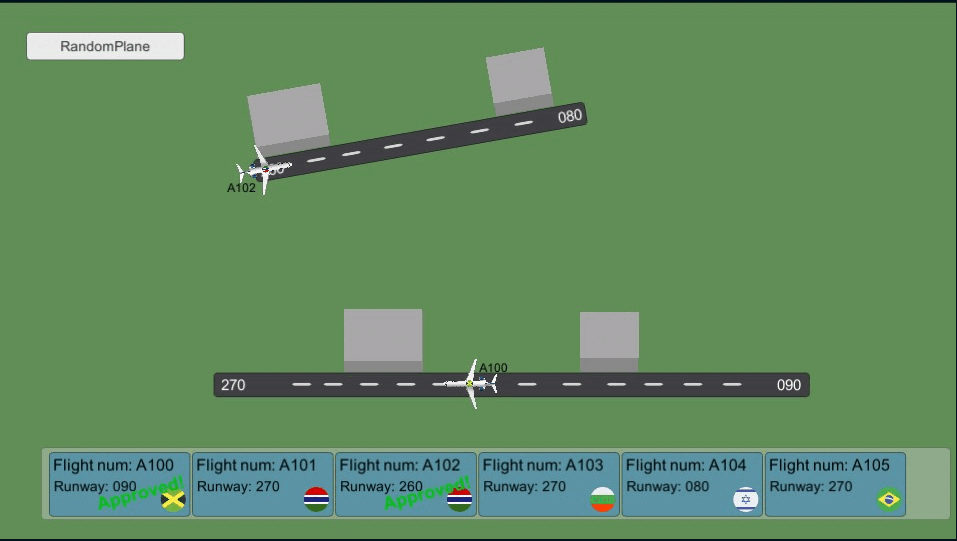 RandomPlane
080
A102
A100
270
090
Flight num: A100
Runway: 090
Approved!
Flight num: A101
Runway: 270
Flight num: A102
Runway: 260
Approved!
Flight num: A103
Runway: 270
Flight num: A104
Runway: 080
Flight num: A105
Runway: 270